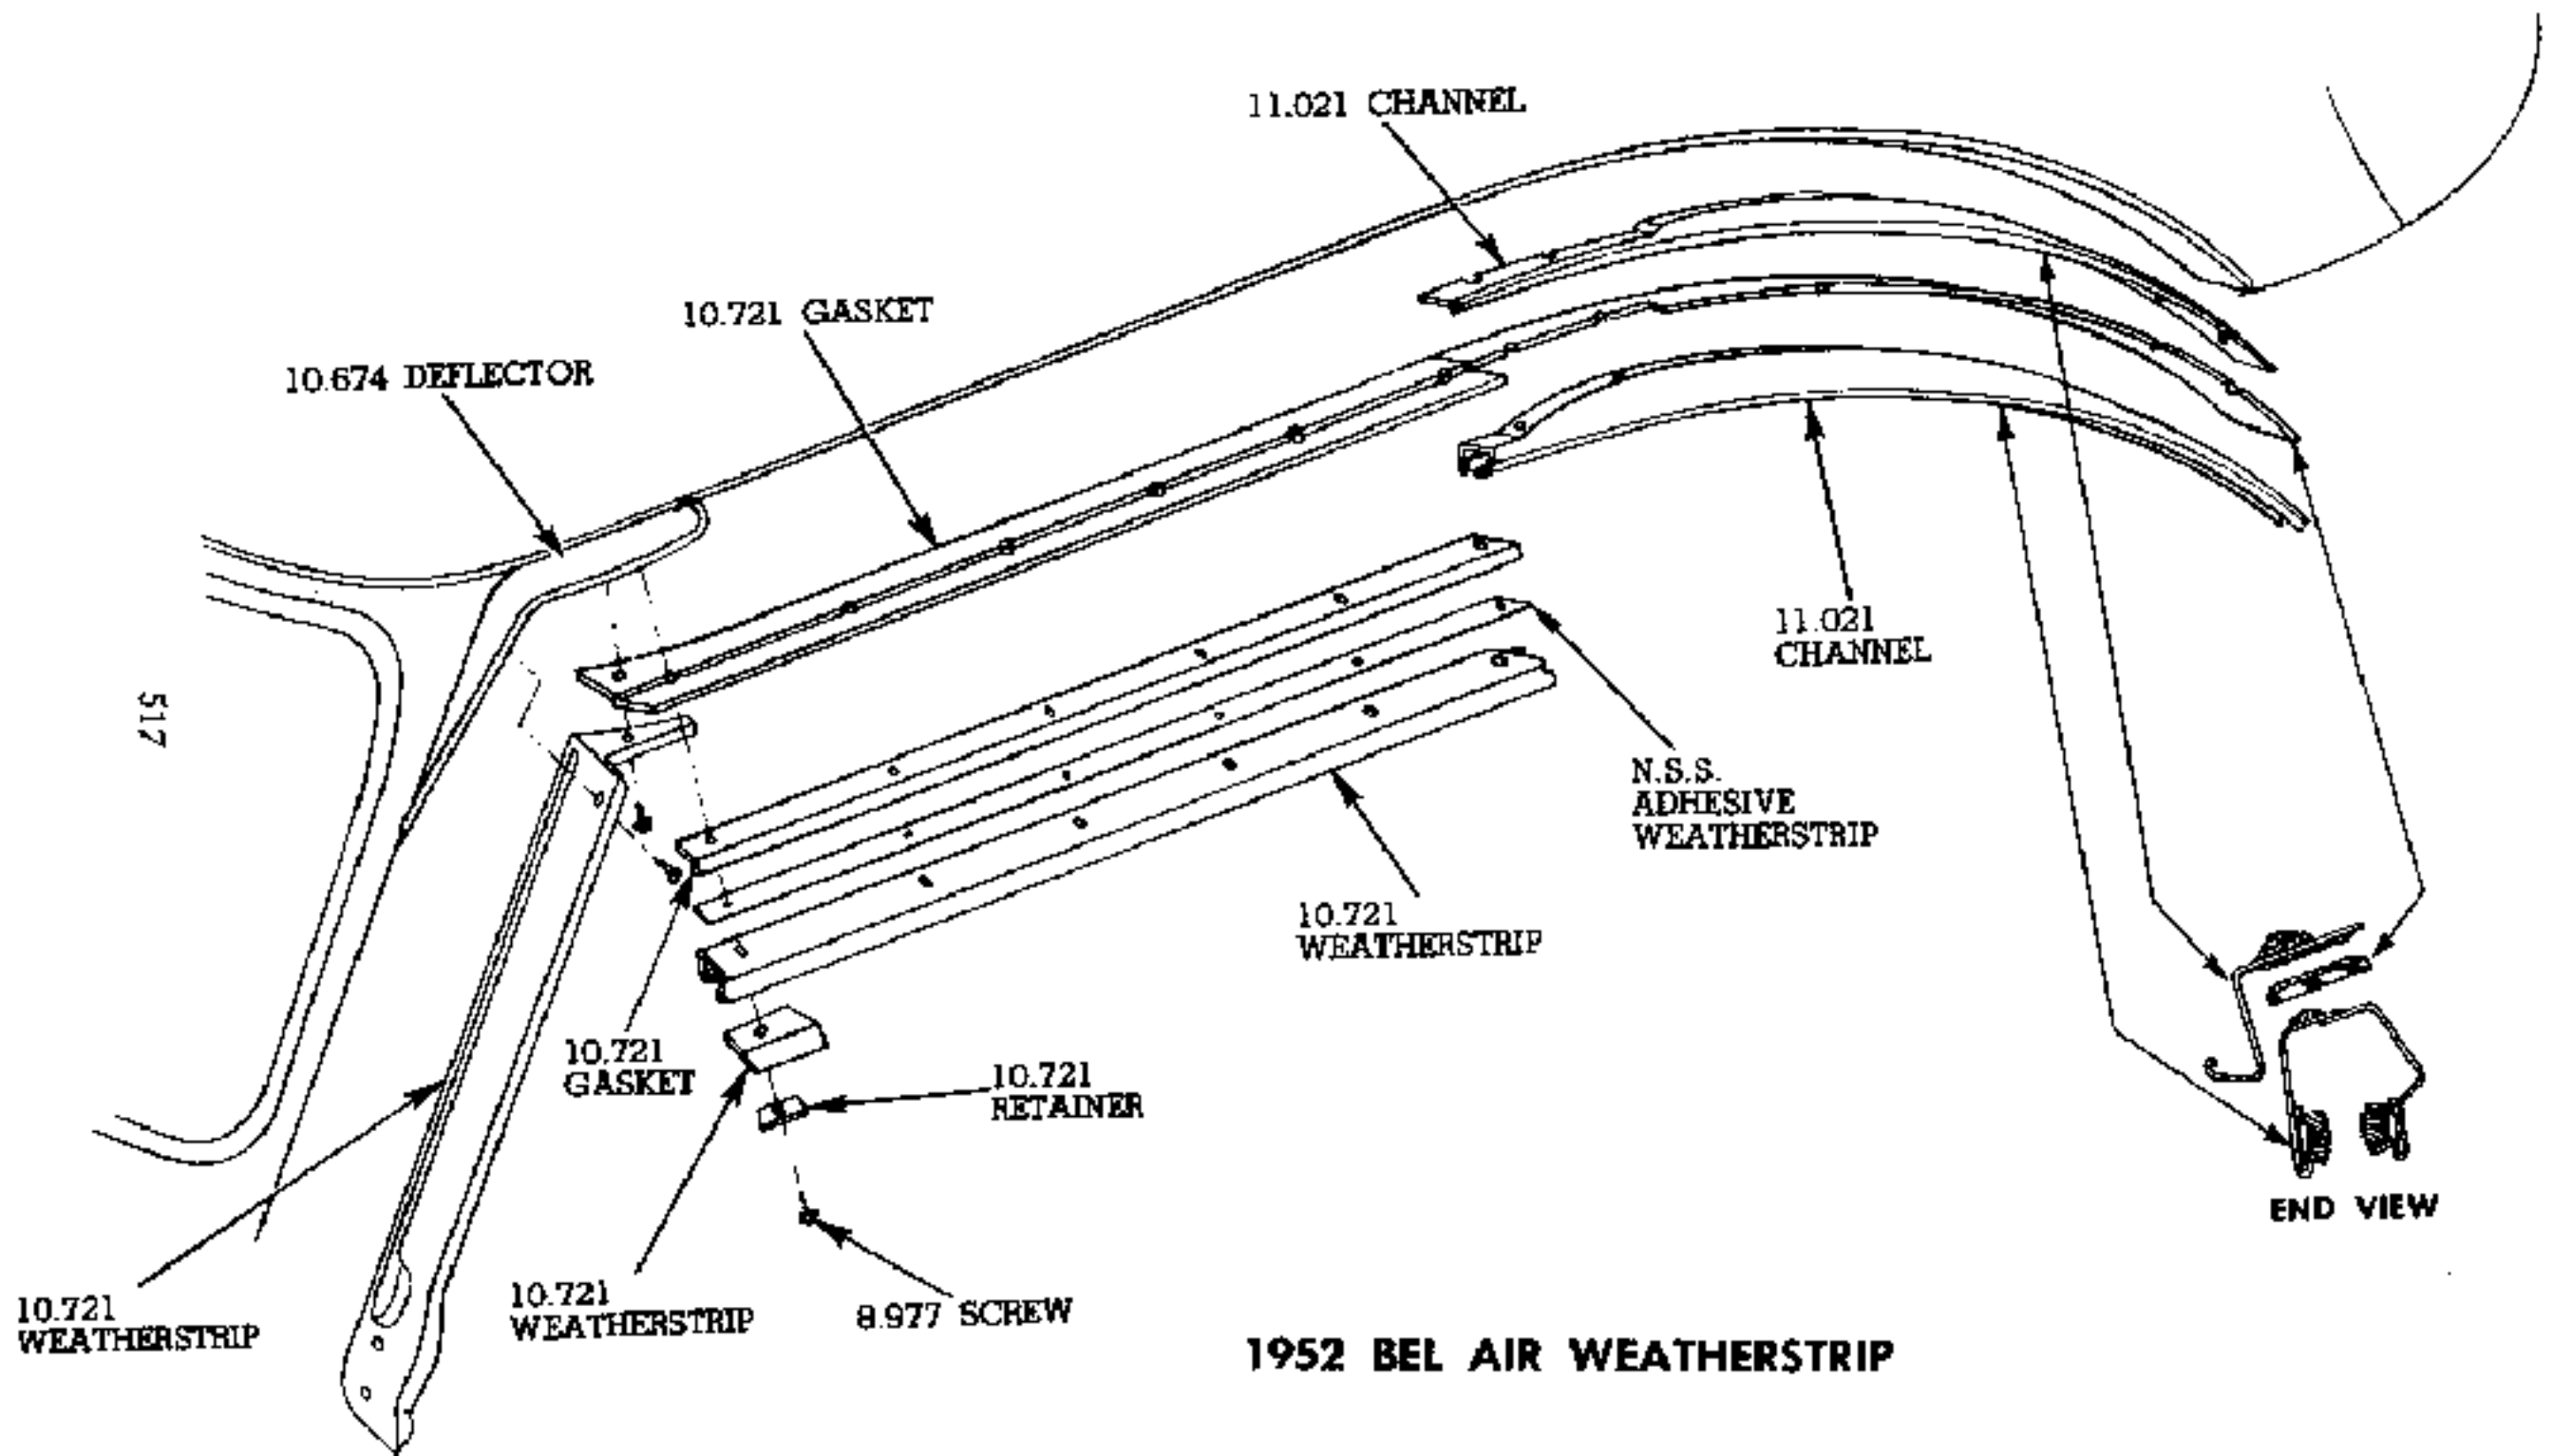 11.021 CHANNEL
10.721 GASKET
10.674 DEFLECTOR
11.021
CHANNEL
517
N.S.S.
ADHESIVE
WEATHERSTRIP
10.721
WEATHERSTRIP
10.721
GASKET
10.721
RETAINER
END VIEW
10.721
WEATHERSTRIP
10.721
WEATHERSTRIP
8.977 SCREW
1952 BEL AIR WEATHERSTRIP